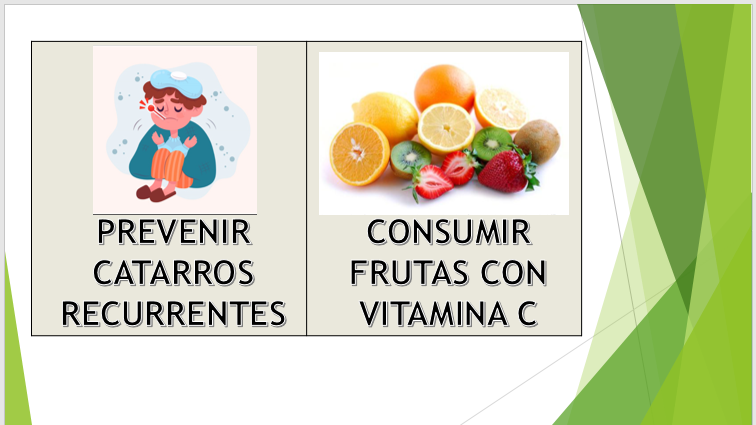 PREVENIR
CATARROS
RECURRENTES
CONSUMIR
FRUTAS CON
VITAMINA C